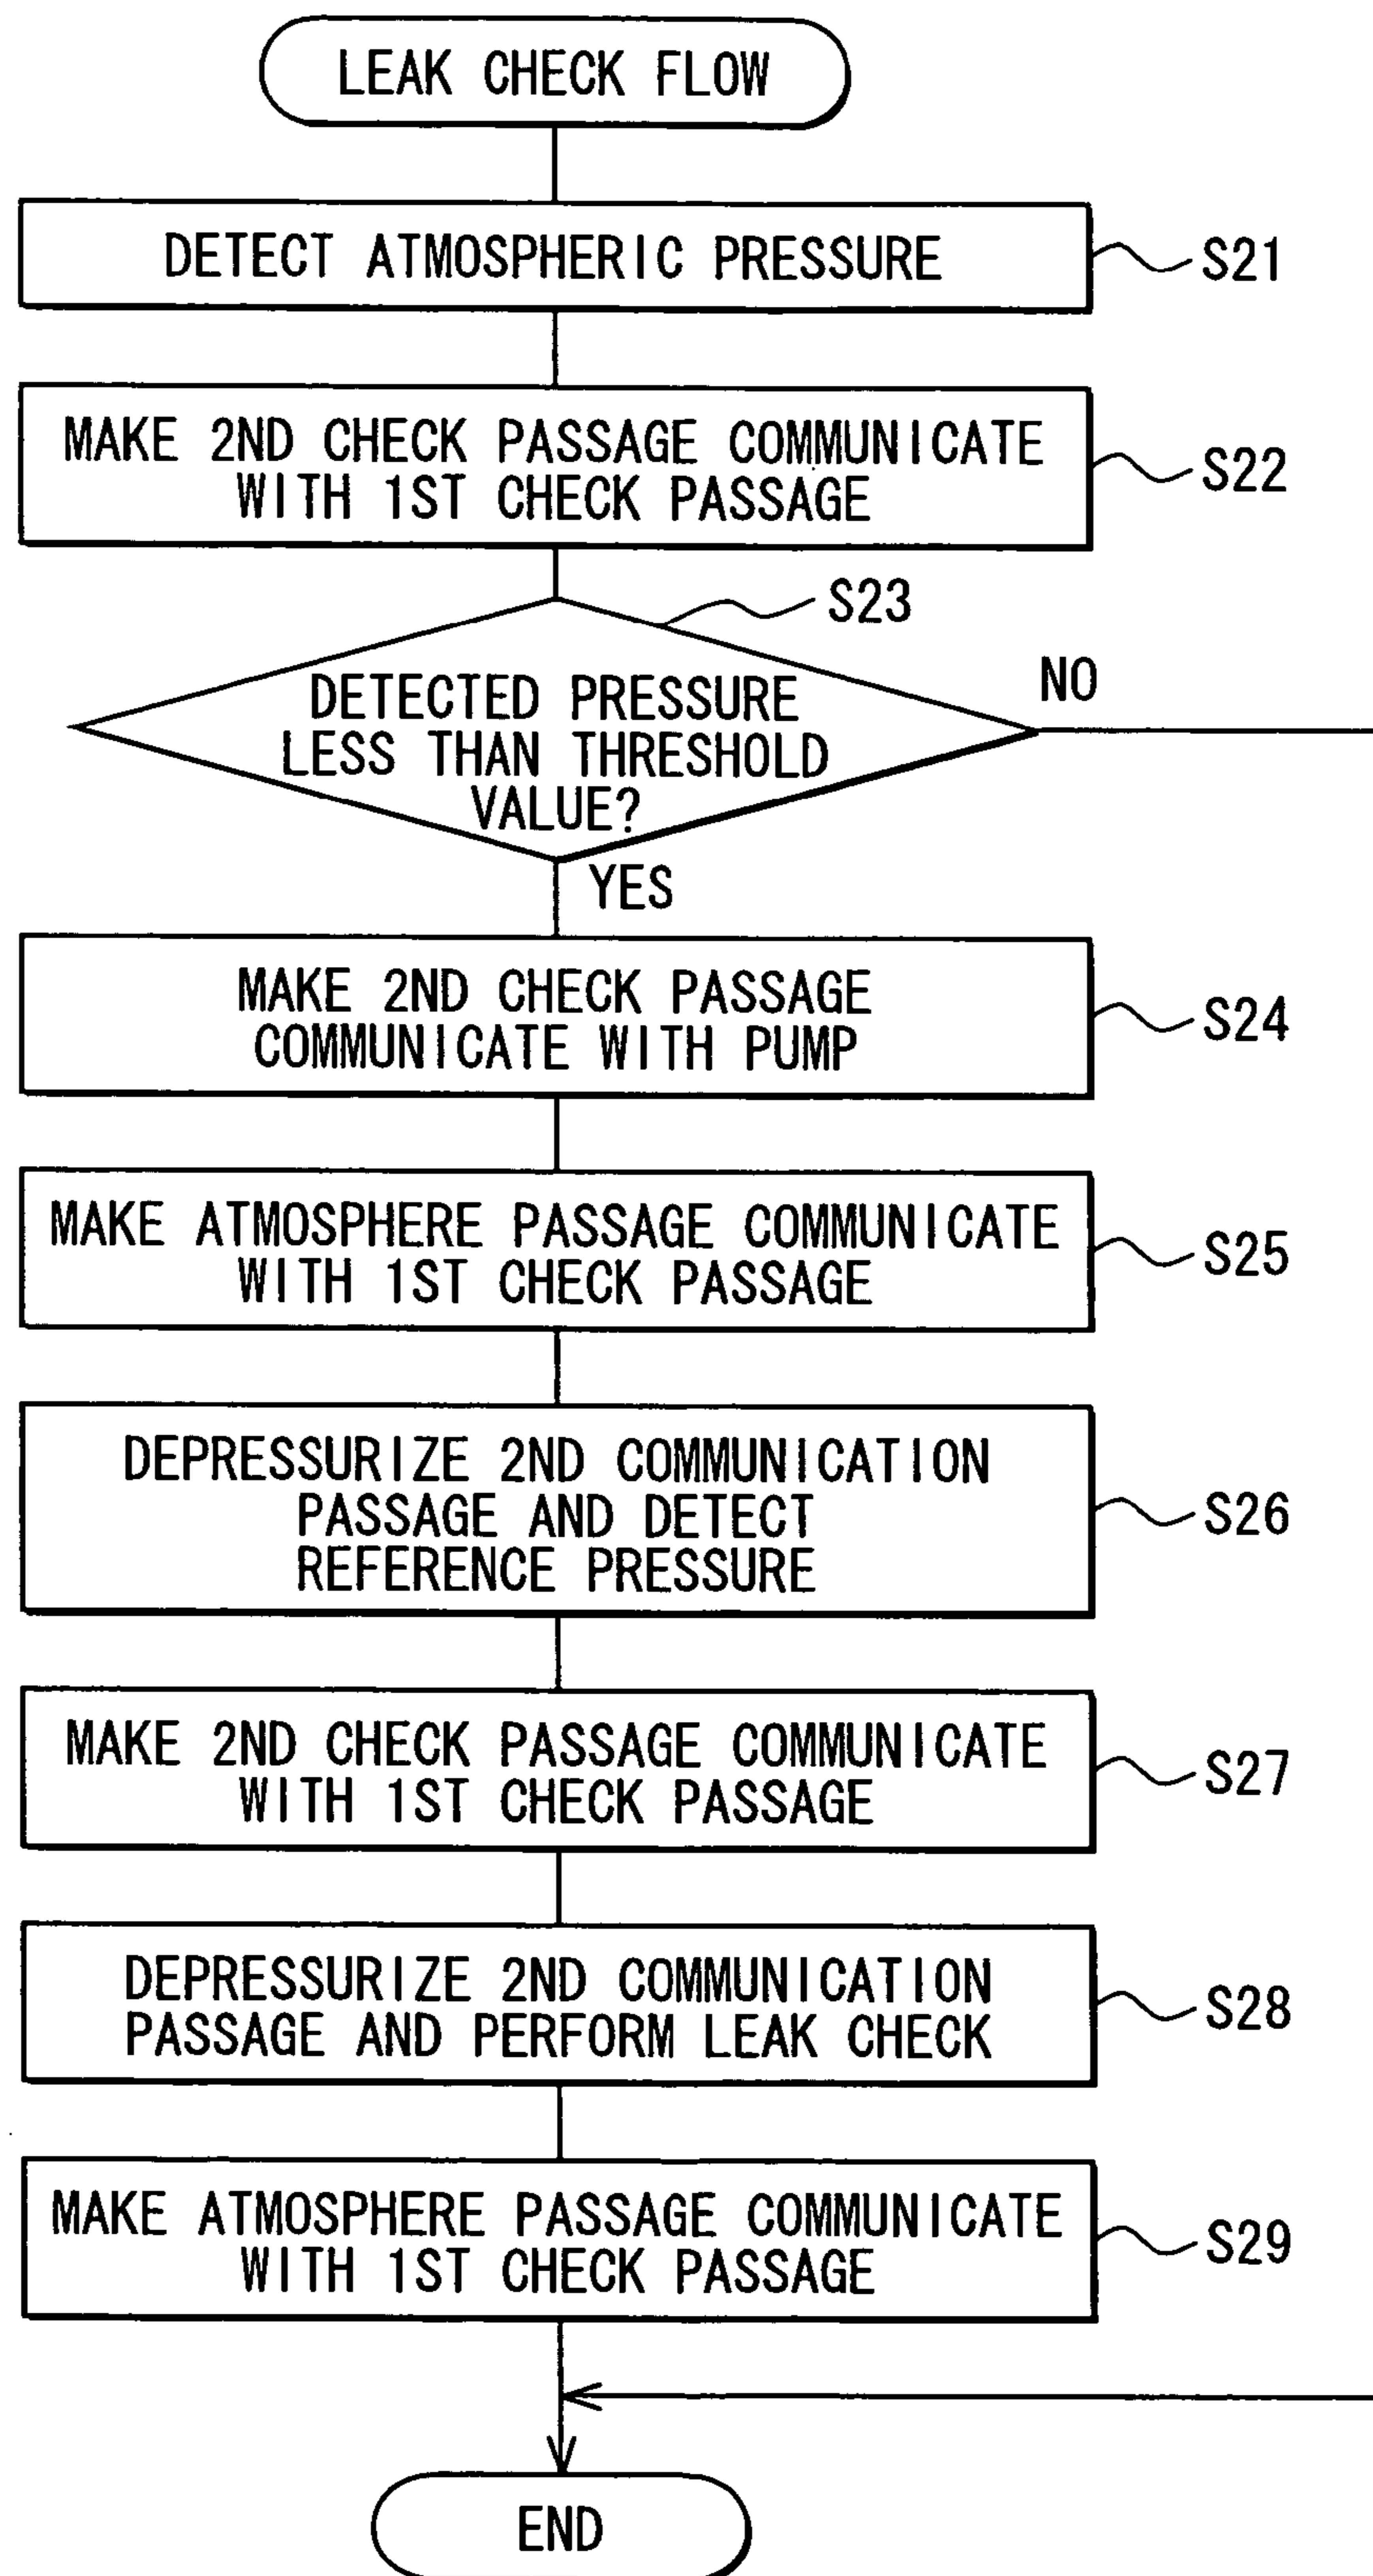 LEAK CHECK FLOW
DETECT ATMOSPHERIC PRESSURE
S21
MAKE 2ND CHECK PASSAGE COMMUNICATE
WITH 1ST CHECK PASSAGE
S22
S23
DETECTED PRESSURE
LESS THAN THRESHOLD
VALUE?
NO
YES
MAKE 2ND CHECK PASSAGE
COMMUNICATE WITH PUMP
S24
MAKE ATMOSPHERE PASSAGE COMMUNICATE
WITH 1ST CHECK PASSAGE
S25
DEPRESSURIZE 2ND COMMUNICATION
PASSAGE AND DETECT
REFERENCE PRESSURE
S26
MAKE 2ND CHECK PASSAGE COMMUNICATE
WITH 1ST CHECK PASSAGE
S27
DEPRESSURIZE 2ND COMMUNICATION
PASSAGE AND PERFORM LEAK CHECK
S28
MAKE ATMOSPHERE PASSAGE COMMUNICATE
WITH 1ST CHECK PASSAGE
S29
END